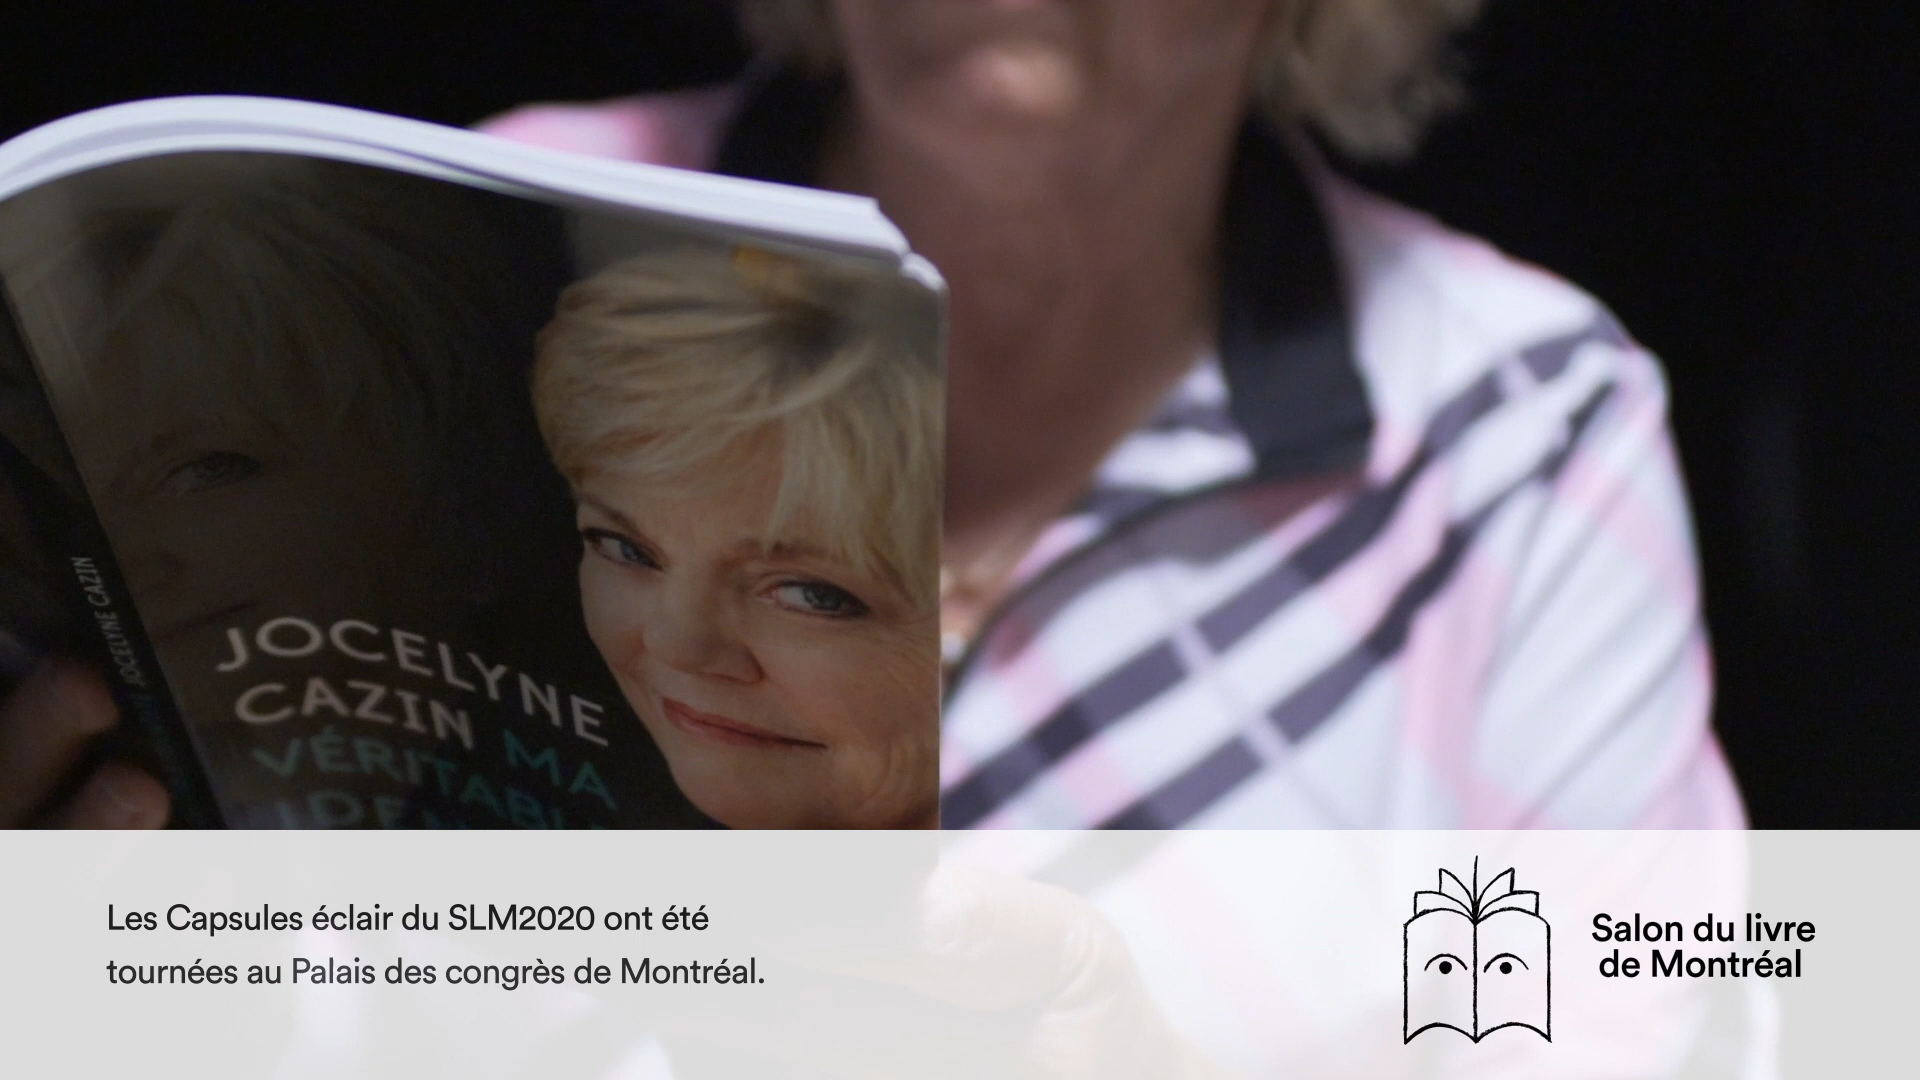 JOCELYNE CAZIN
JOCELYNE
CAZIN MA
VÉRITABLE
Les Capsules éclair du SLM2020 ont été
tournées au Palais des congrès de Montréal.
Salon du livre
de Montréal